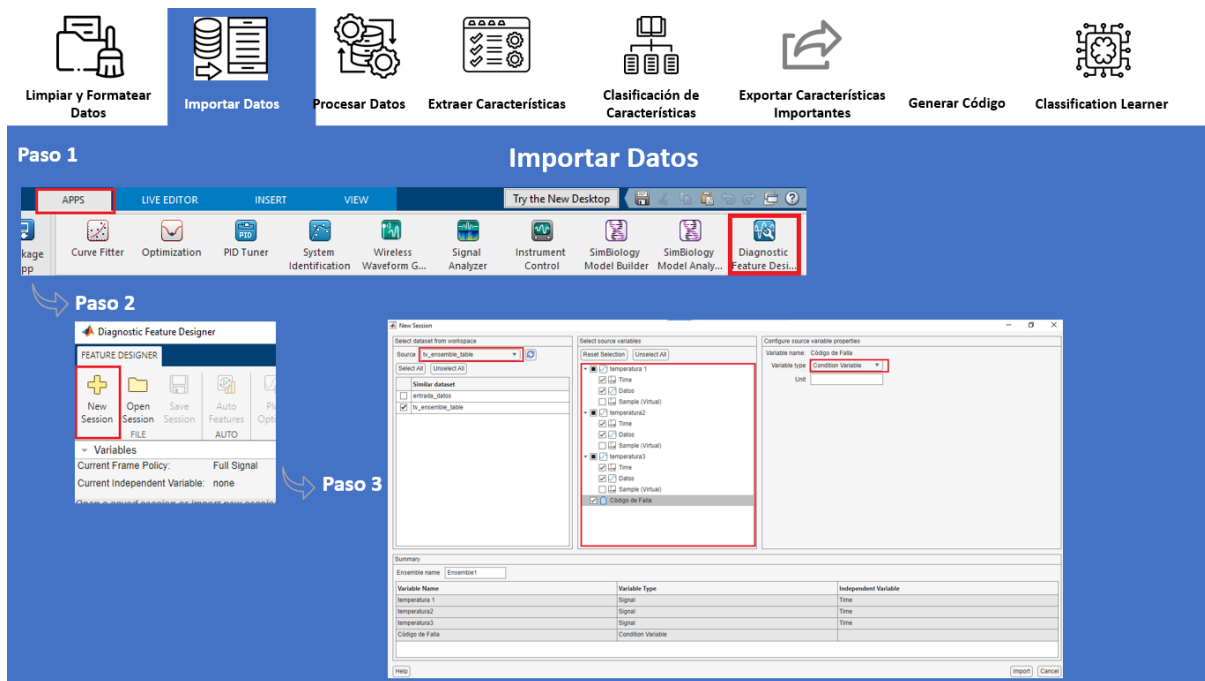 Limpiar y Formatear
Datos
Importar Datos
Procesar Datos
Extraer Características
Clasificación de
Características
Exportar Características
Importantes
Generar Código
Classification Learner
Paso 1
Importar Datos
APPS
LIVE EDITOR
INSERT
VIEW
Try the New Desktop
kage
pp
Curve Fitter
Optimization
PID
PID Tuner
System
Identification
Wireless
Waveform G...
Signal
Analyzer
Instrument
Control
SimBiology
Model Builder
SimBiology
Model Analy...
Diagnostic
Feature Desi...
Paso 2
Diagnostic Feature Designer
FEATURE DESIGNER
New
Session
Open
Session
Save
Session
Auto
Features
Opti
FILE
AUTO
Variables
Current Frame Policy: Full Signal
Current Independent Variable: none
Paso 3
New Session
Select dataset from workspace
Source tv_ensemble_table
Select All Unselect All
Similar dataset
entrada_datos
tv_ensemble_table
Select source variables
Reset Selection Unselect All
temperatura 1
Time
Datos
Sample (Virtual)
temperatura2
Time
Datos
Sample (Virtual)
temperatura3
Time
Datos
Sample (Virtual)
Código de Falla
Configure source variable properties
Variable name: Código de Falla
Variable type Condition Variable
Unit
Summary
Ensemble name Ensemble1
Variable Name Variable Type Independent Variable
temperatura 1 Signal Time
temperatura2 Signal Time
temperatura3 Signal Time
Código de Falla Condition Variable
Help
Import Cancel